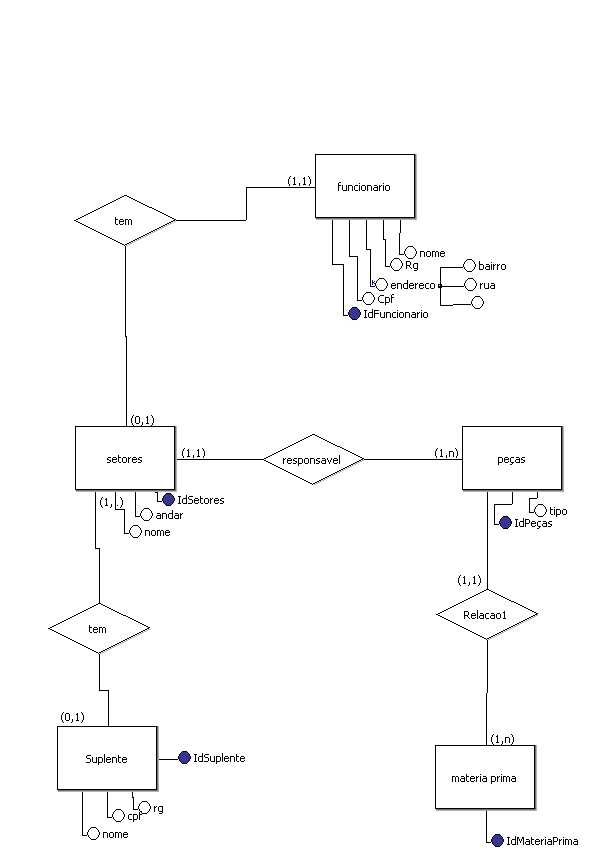 (1,1)
funcionario
tem
nome
Rg
bairro
endereco
rua
Cpf
IdFuncionario
(0,1)
setores
(1,1)
responsavel
(1,n)
peças
IdSetores
andar
nome
tipo
IdPeças
(1,1)
Relacao1
tem
(0,1)
Suplente
IdSuplente
(1,n)
materia prima
rg
cpf
nome
IdMateriaPrima